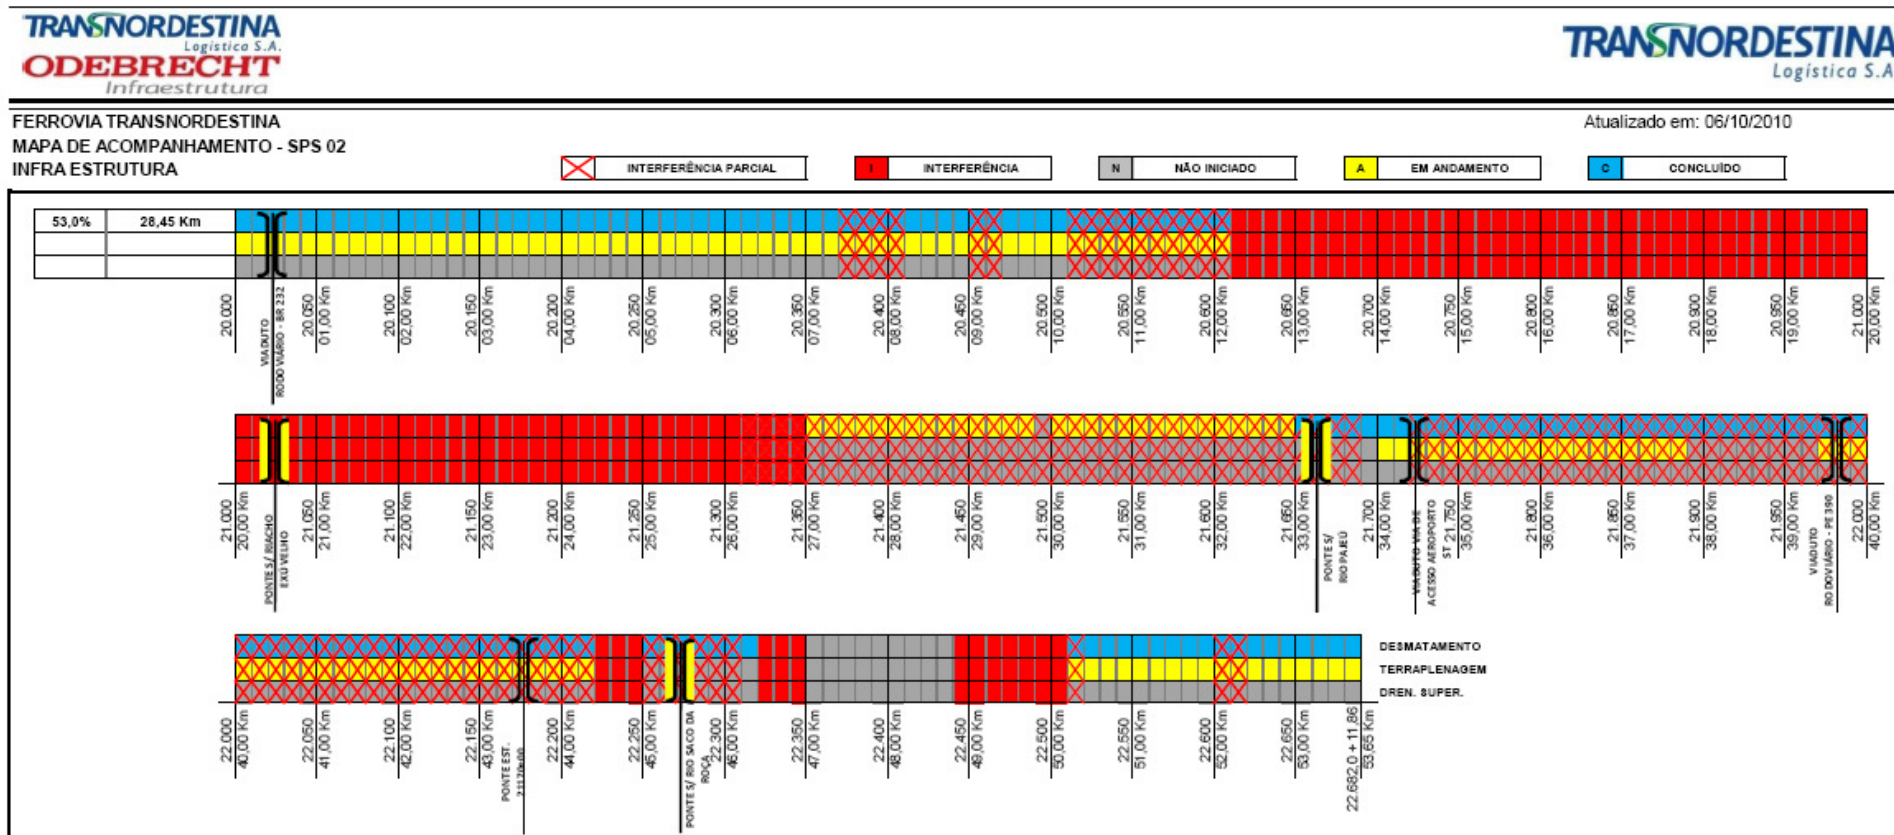 TRANSNORDESTINA
Logística S.A.
ODEBRECHT
Infraestrutura
TRANSNORDESTINA
Logística S.A
FERROVIA TRANSNORDESTINA
MAPA DE ACOMPANHAMENTO - SPS 02
INFRA ESTRUTURA
Atualizado em: 06/10/2010
INTERFERÊNCIA PARCIAL
I INTERFERÊNCIA
N NÃO INICIADO
A EM ANDAMENTO
C CONCLUÍDO
53,0% 28,45 Km
20.000
VIADUTO
RODOVIÁRIO - BR 232
20.050
01,00 Km
20.100
02,00 Km
20.150
03,00 Km
20.200
04,00 Km
20.250
05,00 Km
20.300
06,00 Km
20.350
07,00 Km
20.400
08,00 Km
20.450
09,00 Km
20.500
10,00 Km
20.550
11,00 Km
20.600
12,00 Km
20.650
13,00 Km
20.700
14,00 Km
20.750
15,00 Km
20.800
16,00 Km
20.850
17,00 Km
20.900
18,00 Km
20.950
19,00 Km
21.000
20,00 Km
21.000
20,00 Km
PONTE S/ RIACHO
EXÚ VELHO
21.050
21,00 Km
21.100
22,00 Km
21.150
23,00 Km
21.200
24,00 Km
21.250
25,00 Km
21.300
26,00 Km
21.350
27,00 Km
21.400
28,00 Km
21.450
29,00 Km
21.500
30,00 Km
21.550
31,00 Km
21.600
32,00 Km
21.650
33,00 Km
PONTE S/
RIO PAJEÚ
21.700
34,00 Km
VIADUTO VIA DE
ACESSO AEROPORTO
ST
21.750
35,00 Km
21.800
36,00 Km
21.850
37,00 Km
21.900
38,00 Km
21.950
39,00 Km
VIADUTO
RODOVIÁRIO - PE 390
22.000
40,00 Km
DESMATAMENTO
TERRAPLENAGEM
DREN. SUPER.
22.000
40,00 Km
22.050
41,00 Km
22.100
42,00 Km
22.150
43,00 Km
PONTE EST.
22.200
44,00 Km
22.250
45,00 Km
PONTE S/ RIO SACO DA
ROÇA
22.300
46,00 Km
22.350
47,00 Km
22.400
48,00 Km
22.450
49,00 Km
22.500
50,00 Km
22.550
51,00 Km
22.600
52,00 Km
22.650
53,00 Km
22.682,0 + 11,86
53,65 Km